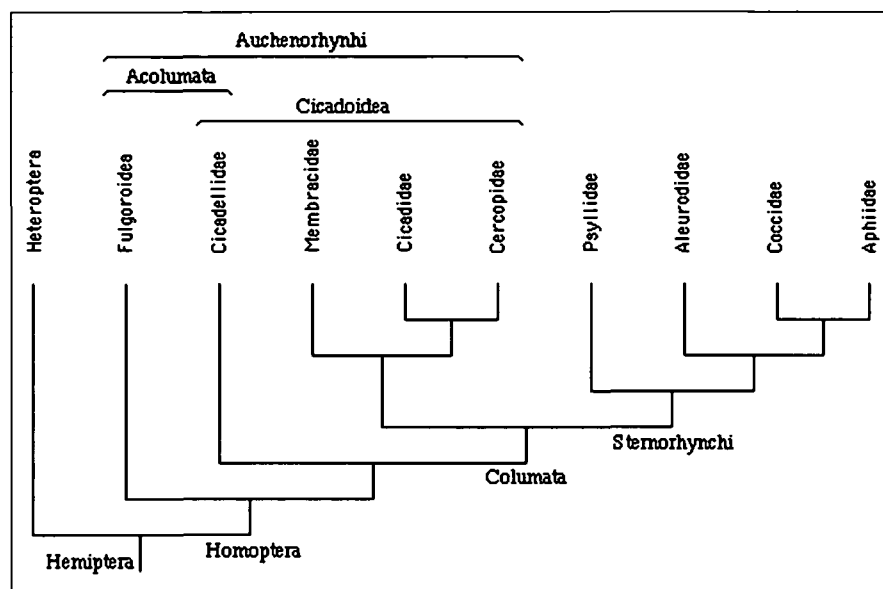 Auchenorhynhi
Acolumata
Cicadoidea
Heteroptera
Fulgoroidea
Cicadellidae
Membracidae
Cicadidae
Cercopidae
Psyllidae
Aleurodidae
Coccidae
Aphiidae
Sternorhynchi
Columata
Homoptera
Hemiptera